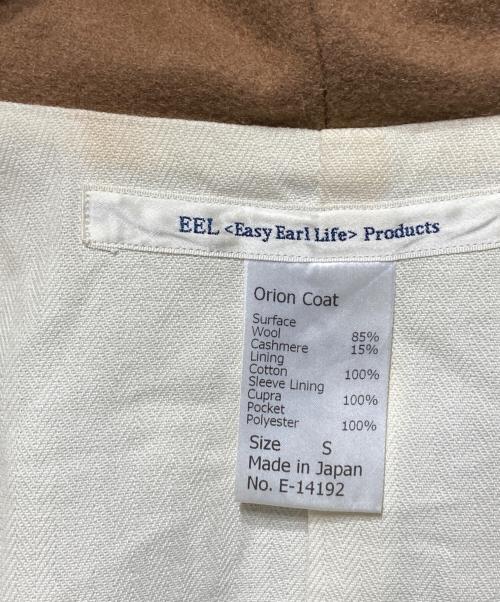 EEL <Easy Earl Life> Products
Orion Coat
Surface
Wool 85%
Cashmere 15%
Lining
Cotton 100%
Sleeve Lining
Cupra 100%
Pocket
Polyester 100%
Size S
Made in Japan
No. E-14192